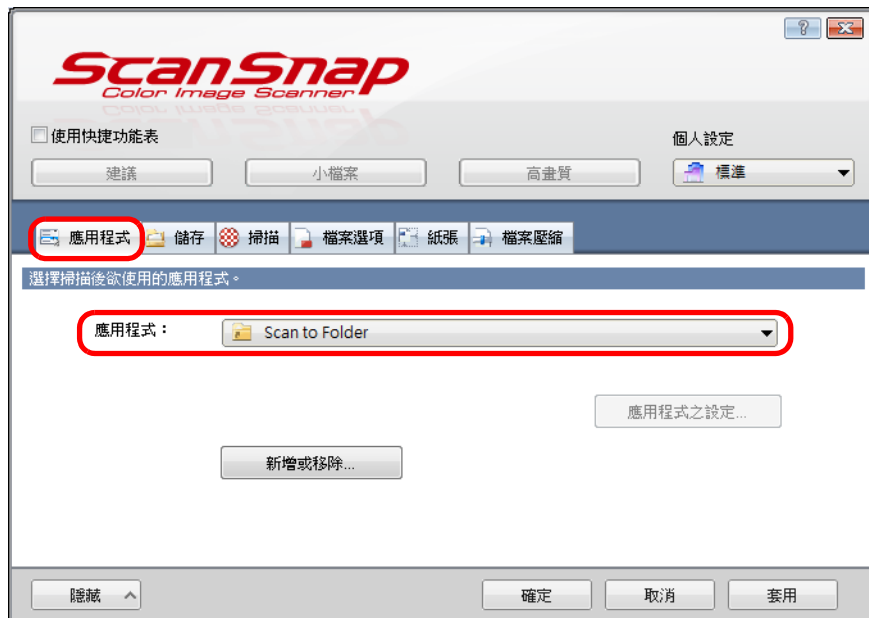 ScanSnap
Color Image Scanner
使用快捷功能表
個人設定
建議
小檔案
高畫質
標準
應用程式
儲存
掃描
檔案選項
紙張
檔案壓縮
選擇掃描後欲使用的應用程式。
應用程式：
Scan to Folder
應用程式之設定...
新增或移除...
隱藏
確定
取消
套用